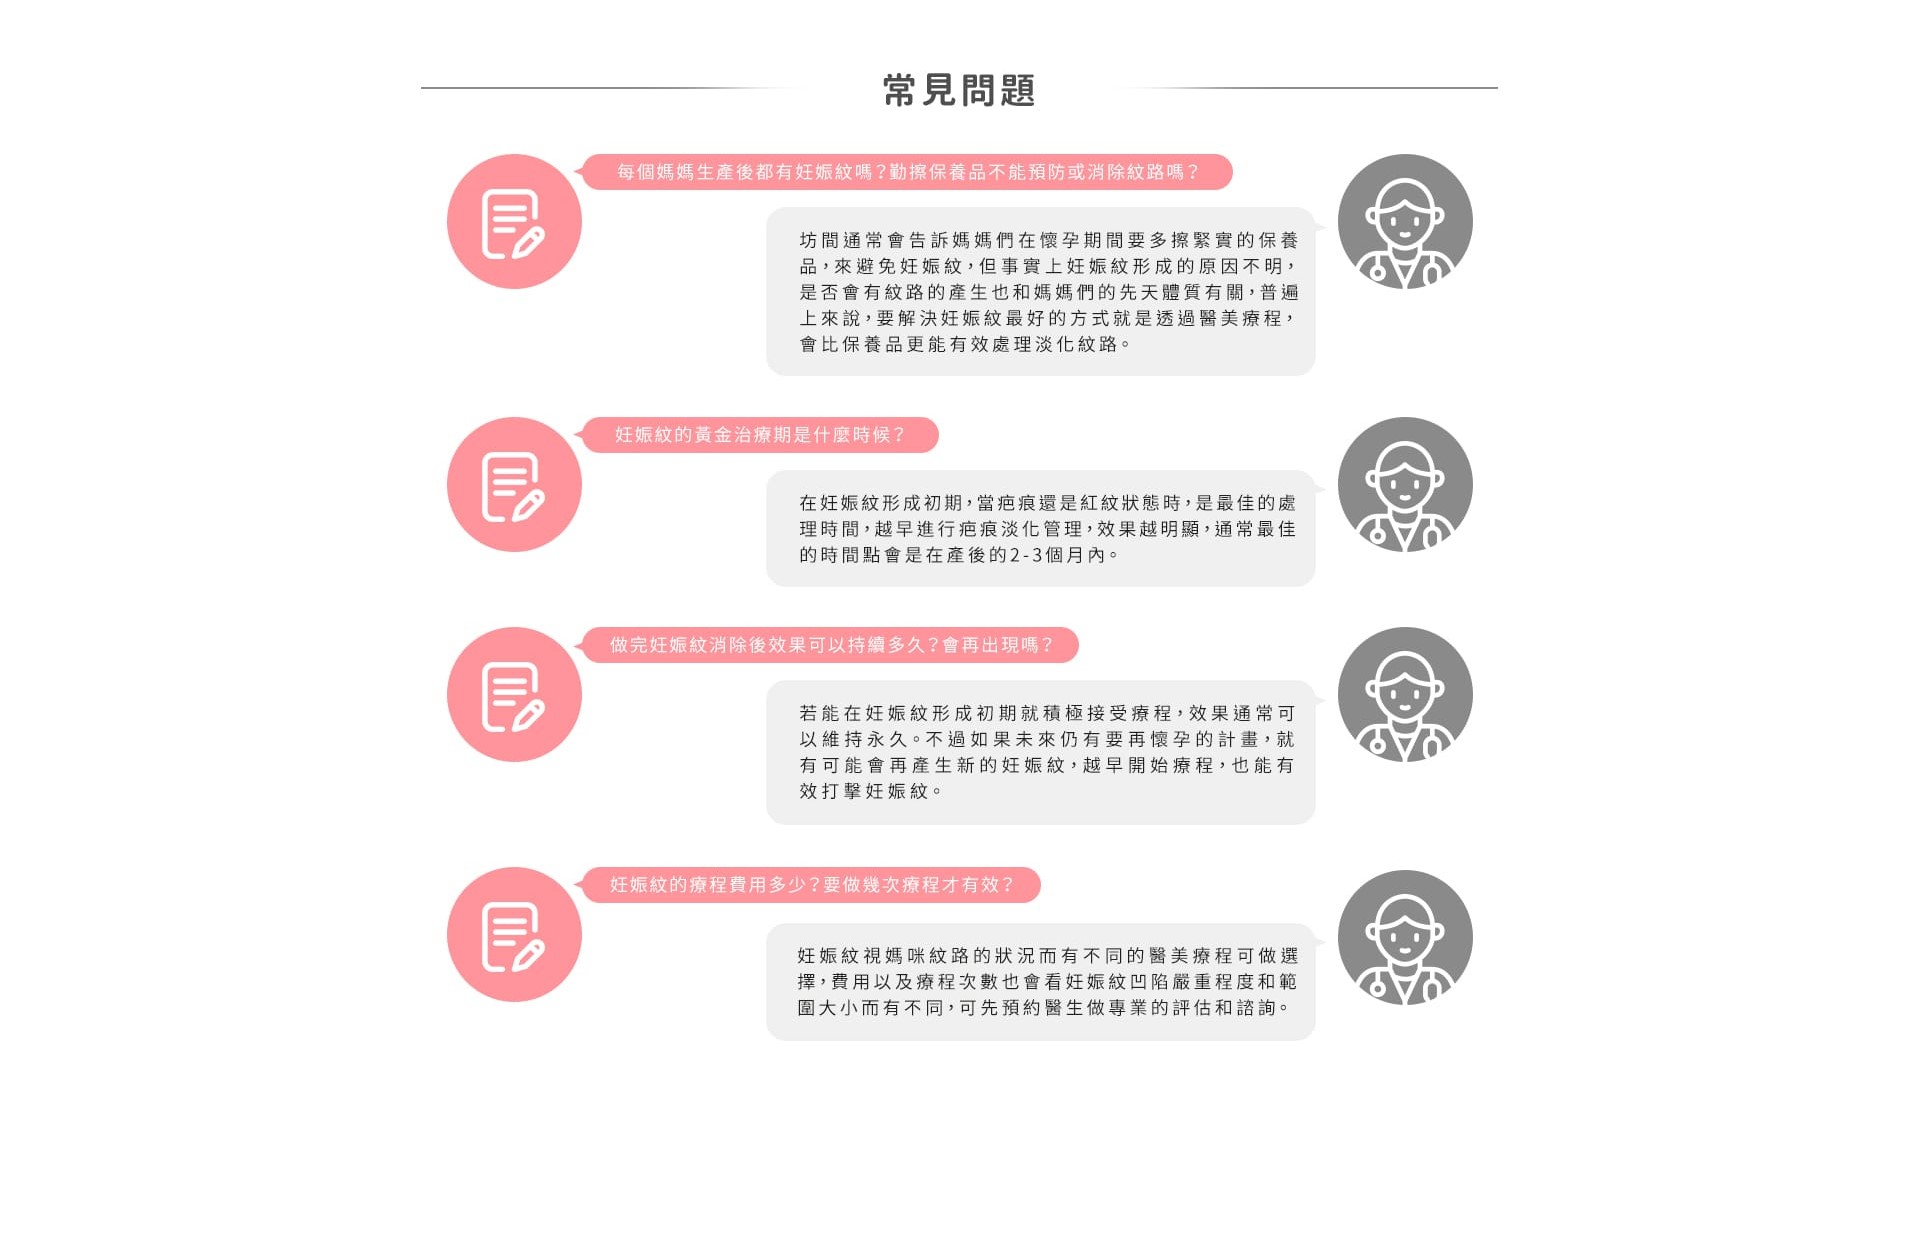 常見問題
每個媽媽生產後都有妊娠紋嗎？勤擦保養品不能預防或消除紋路嗎？
坊間通常會告訴媽媽們在懷孕期間要多擦緊實的保養
品，來避免妊娠紋，但事實上妊娠紋形成的原因不明，
是否會有紋路的產生也和媽媽們的先天體質有關，普遍
上來說，要解決妊娠紋最好的方式就是透過醫美療程，
會比保養品更能有效處理淡化紋路。
妊娠紋的黃金治療期是什麼時候？
在妊娠紋形成初期，當疤痕還是紅紋狀態時，是最佳的處
理時間，越早進行疤痕淡化管理，效果越明顯，通常最佳
的時間點會是在產後的2-3個月內。
做完妊娠紋消除後效果可以持續多久？會再出現嗎？
若能在妊娠紋形成初期就積極接受療程，效果通常可
以維持永久。不過如果未來仍有要再懷孕的計畫，就
有可能會再產生新的妊娠紋，越早開始療程，也能有
效打擊妊娠紋。
妊娠紋的療程費用多少？要做幾次療程才有效？
妊娠紋視媽咪紋路的狀況而有不同的醫美療程可做選
擇，費用以及療程次數也會看妊娠紋凹陷嚴重程度和範
圍大小而有不同，可先預約醫生做專業的評估和諮詢。